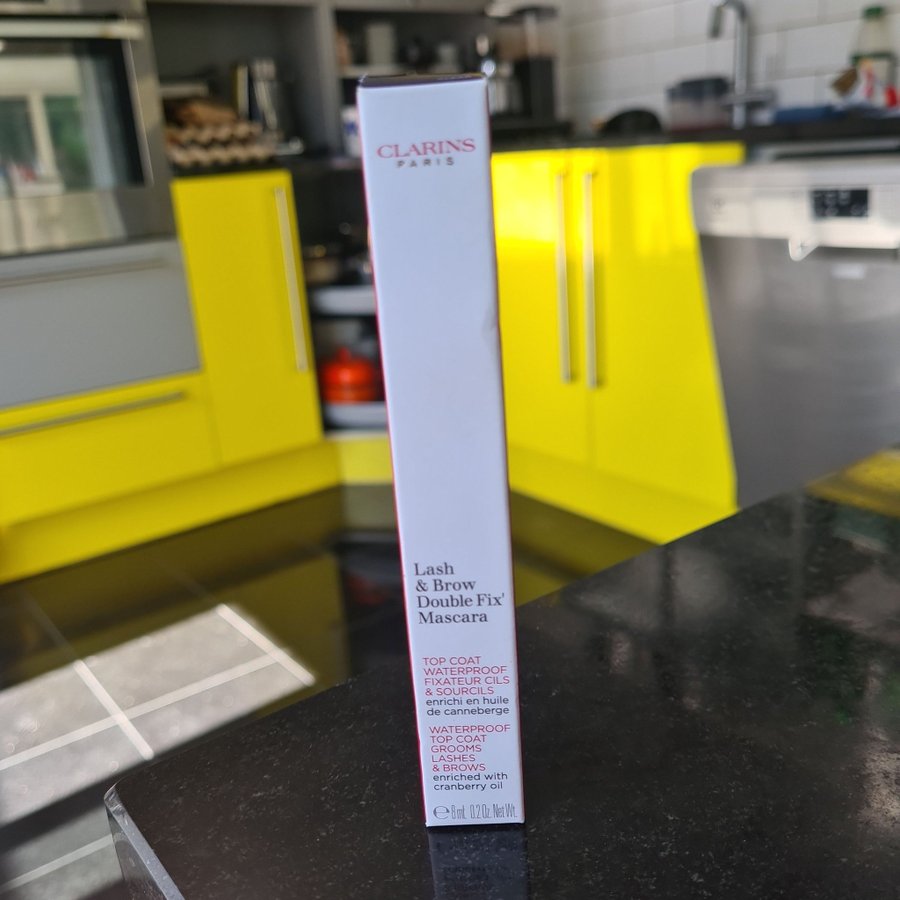 CLARINS
PARIS
Lash
& Brow
Double Fix'
Mascara
TOP COAT
WATERPROOF
FIXATEUR CILS
& SOURCILS
enrichi en huile
de canneberge
WATERPROOF
TOP COAT
GROOMS
LASHES
& BROWS
enriched with
cranberry oil
℮ 8 ml 0.2 Oz. Net Wt.